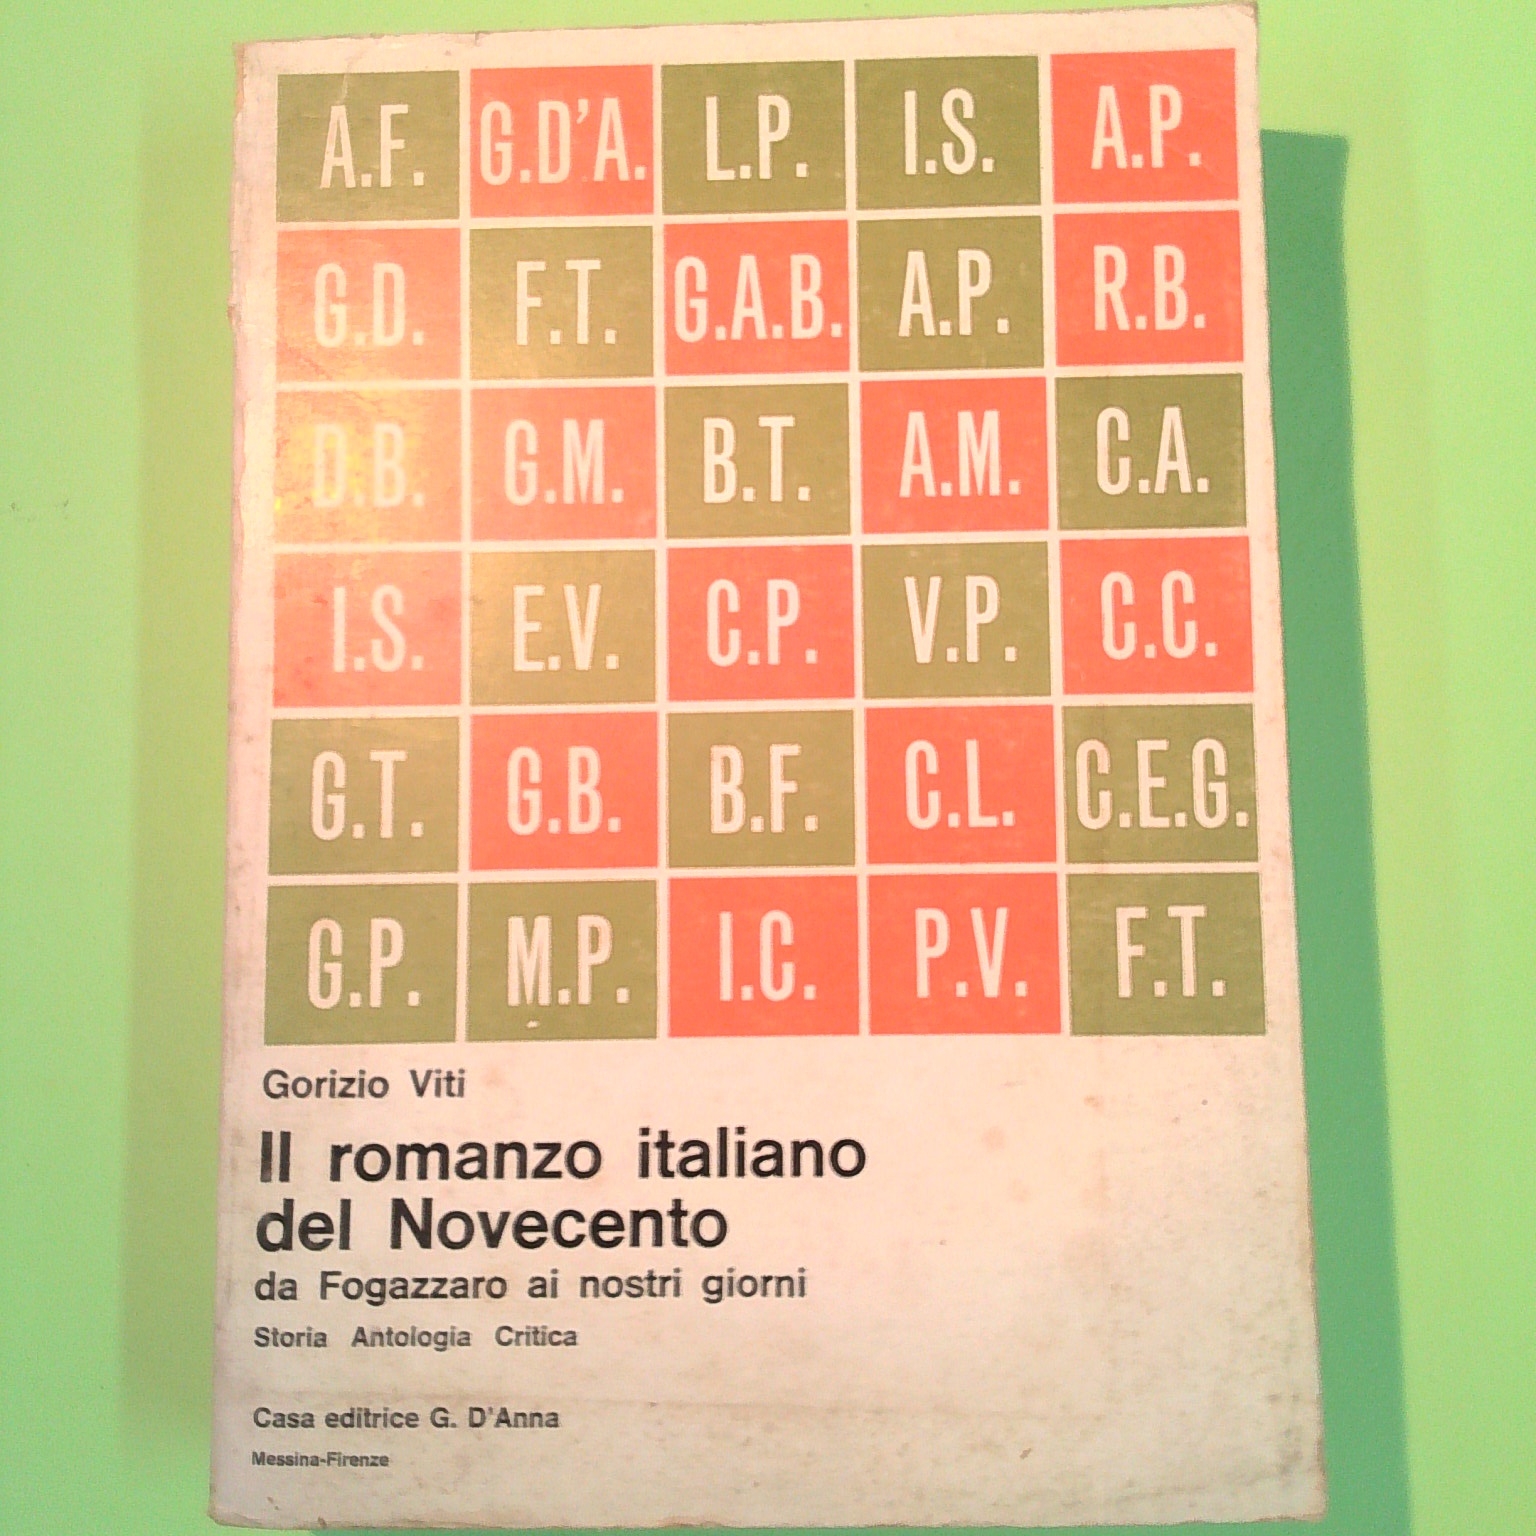 A.F. G.D'A. L.P. I.S. A.P.
G.D. F.T. G.A.B. A.P. R.B.
D.B. G.M. B.T. A.M. C.A.
I.S. E.V. C.P. V.P. C.C.
G.T. G.B. B.F. C.L. C.E.G.
G.P. M.P. I.C. P.V. F.T.
Gorizio Viti
Il romanzo italiano
del Novecento
da Fogazzaro ai nostri giorni
Storia Antologia Critica
Casa editrice G. D'Anna
Messina-Firenze